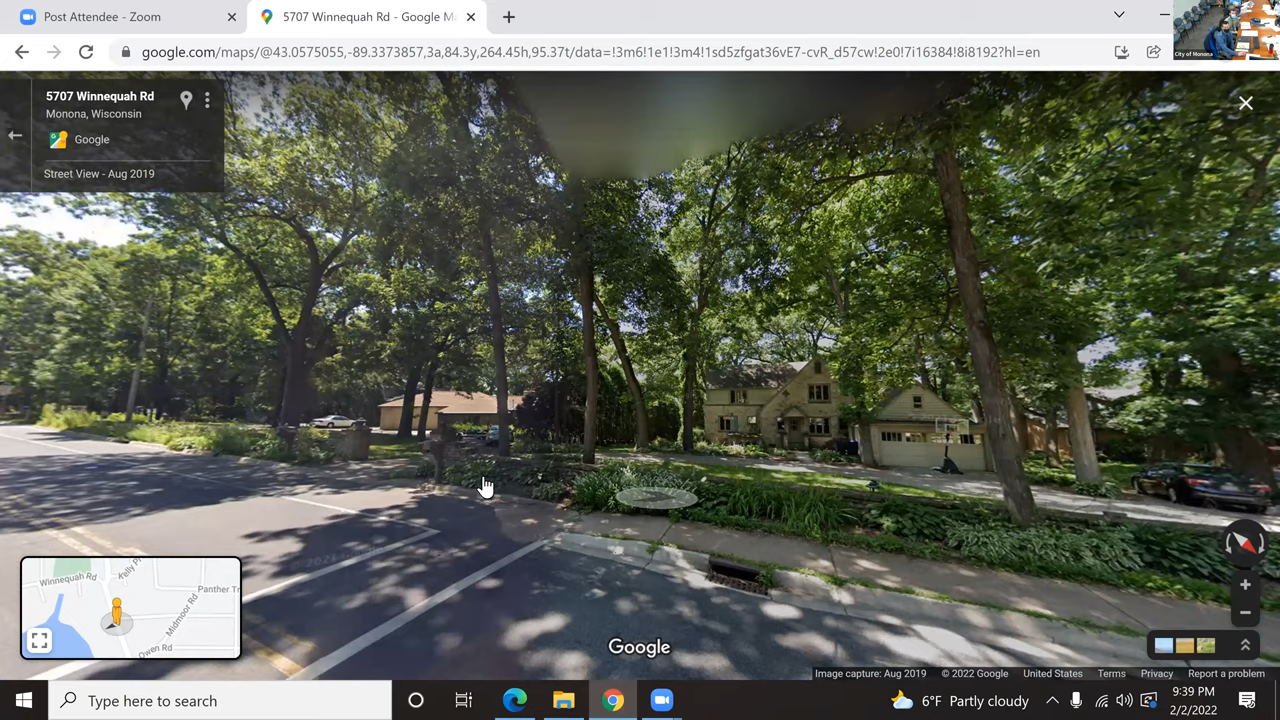 Post Attendee - Zoom
5707 Winnequah Rd - Google M
google.com/maps/@43.0575055,-89.3373857,3a,84.3y,264.45h,95.17t/data=!3m6!1e1!3m4!1sd5zfgat36vE7-cvR_d57cw!2e0!7i16384!8i8192?hl=en
City of Monona
5707 Winnequah Rd
Monona, Wisconsin
Google
Street View - Aug 2019
Winnequah Rd
Panther
Midmoor Rd
Owen Rd
Google
Image capture: Aug 2019 © 2022 Google United States Terms Privacy Report a problem
Type here to search
6°F Partly cloudy
9:39 PM
2/2/2022